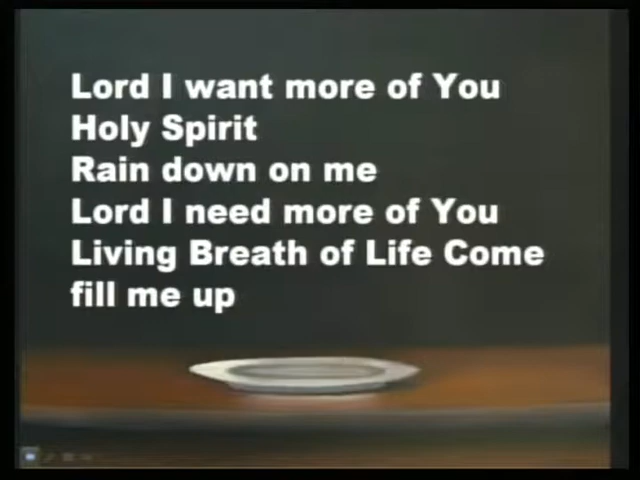 Lord I want more of You
Holy Spirit
Rain down on me
Lord I need more of You
Living Breath of Life Come
fill me up